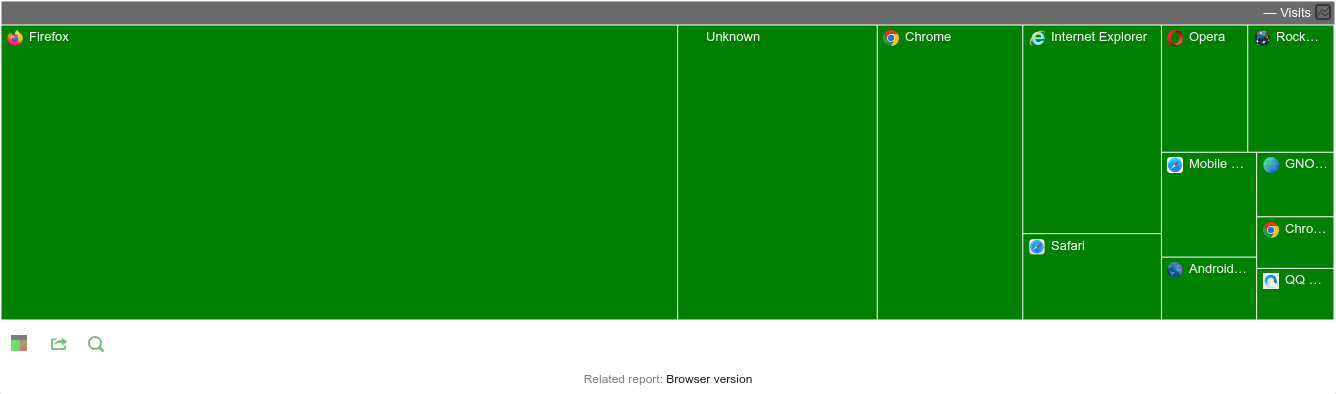 — Visits
Firefox
Unknown
Chrome
Internet Explorer
Opera
Rock…
Mobile …
GNO…
Chro…
Safari
Android…
QQ …
Related report: Browser version